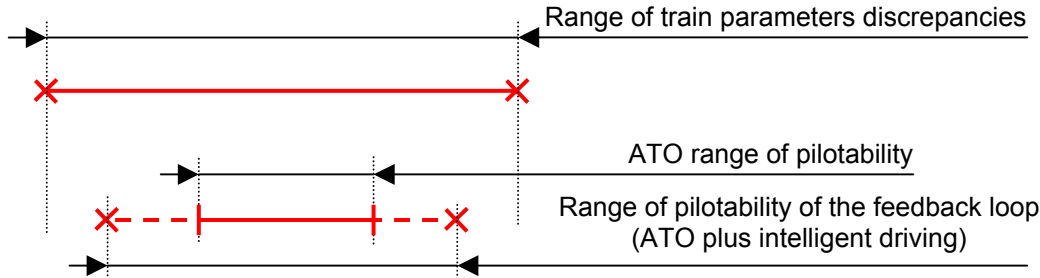 Range of train parameters discrepancies
ATO range of pilotability
Range of pilotability of the feedback loop
(ATO plus intelligent driving)